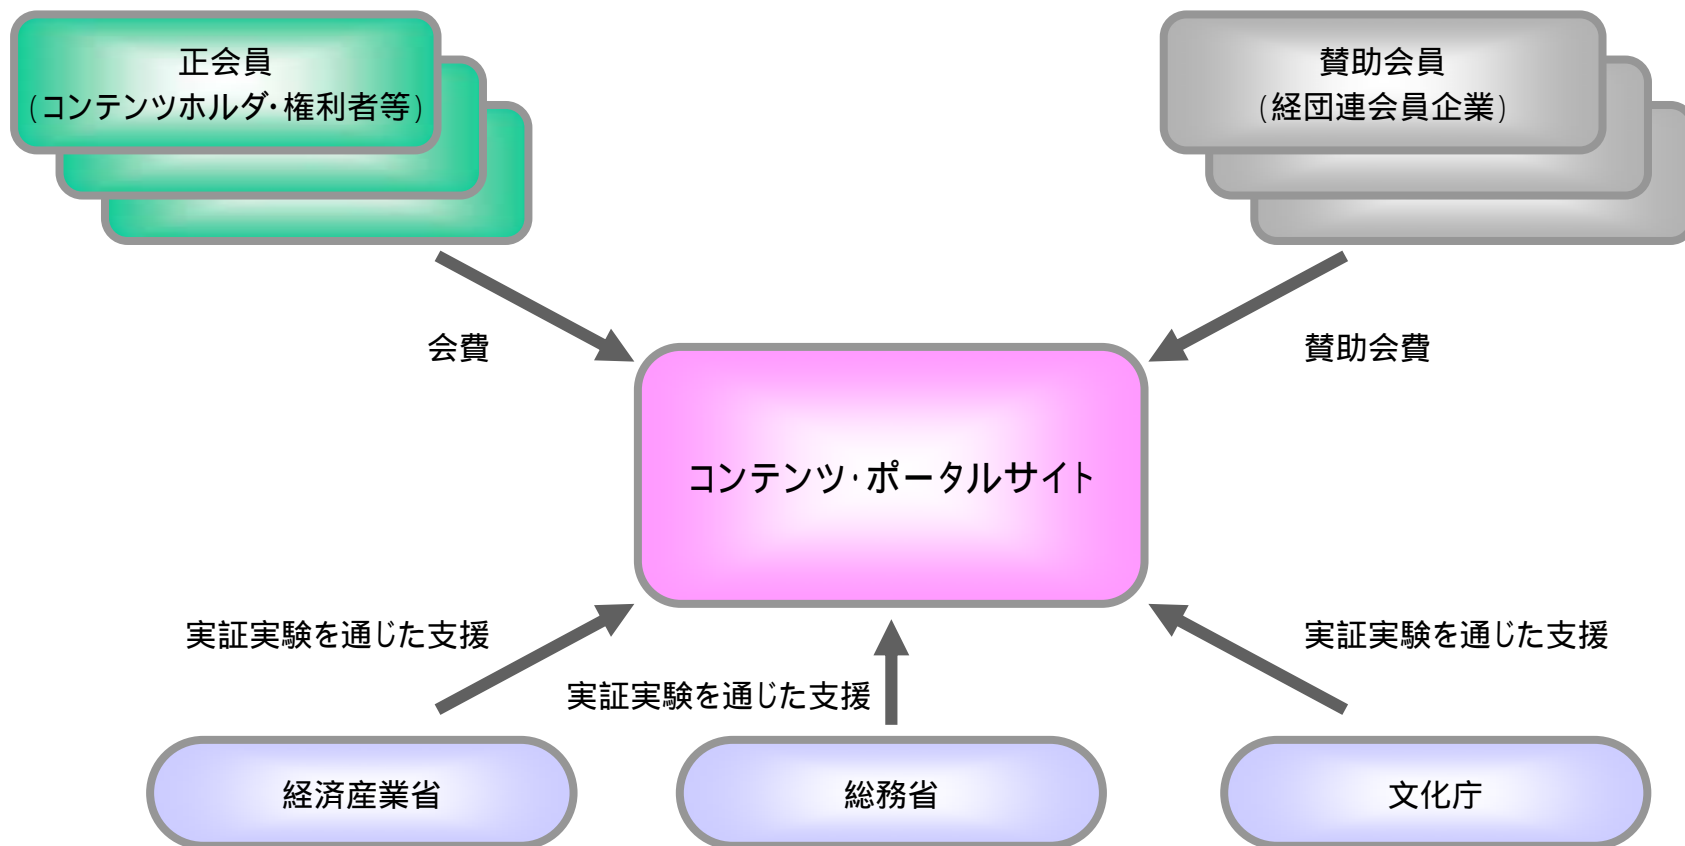 正会員
(コンテンツホルダ・権利者等)
賛助会員
(経団連会員企業)
会費
賛助会費
コンテンツ・ポータルサイト
実証実験を通じた支援
実証実験を通じた支援
実証実験を通じた支援
経済産業省
総務省
文化庁